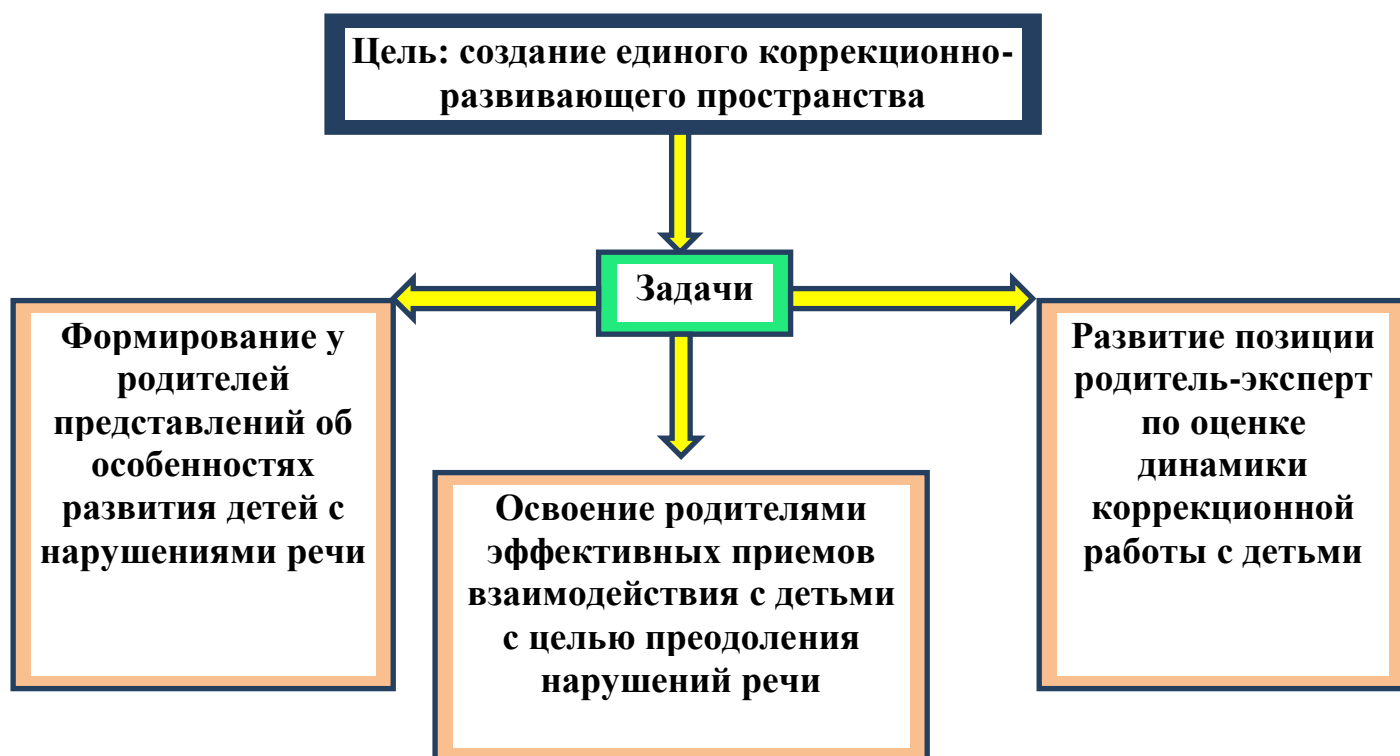 Цель: создание единого коррекционно-
развивающего пространства
Задачи
Формирование у
родителей
представлений об
особенностях
развития детей с
нарушениями речи
Освоение родителями
эффективных приемов
взаимодействия с детьми
с целью преодоления
нарушений речи
Развитие позиции
родитель-эксперт
по оценке
динамики
коррекционной
работы с детьми